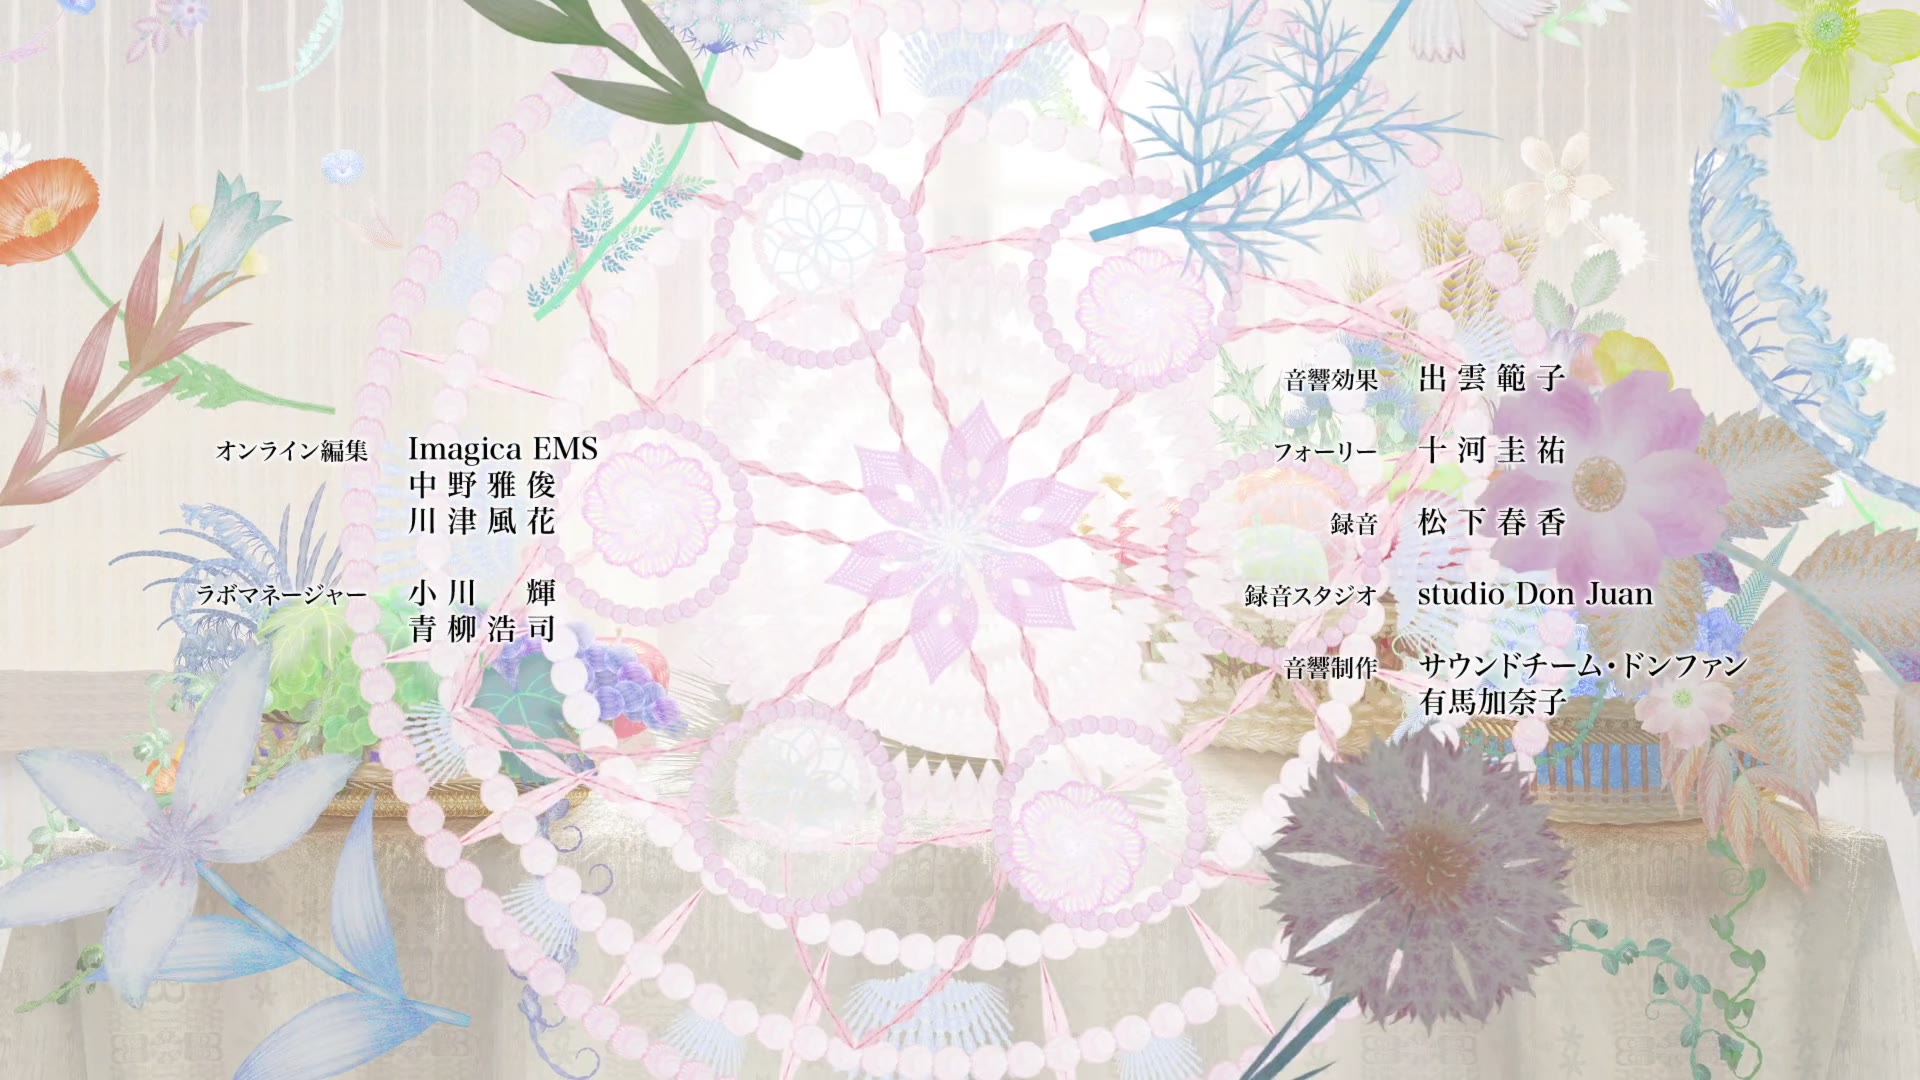 オンライン編集 Imagica EMS
中野雅俊
川津風花
ラボマネージャー 小川 輝
青柳浩司
音響効果 出雲範子
フォーリー 十河圭祐
録音 松下春香
録音スタジオ studio Don Juan
音響制作 サウンドチーム・ドンファン
有馬加奈子